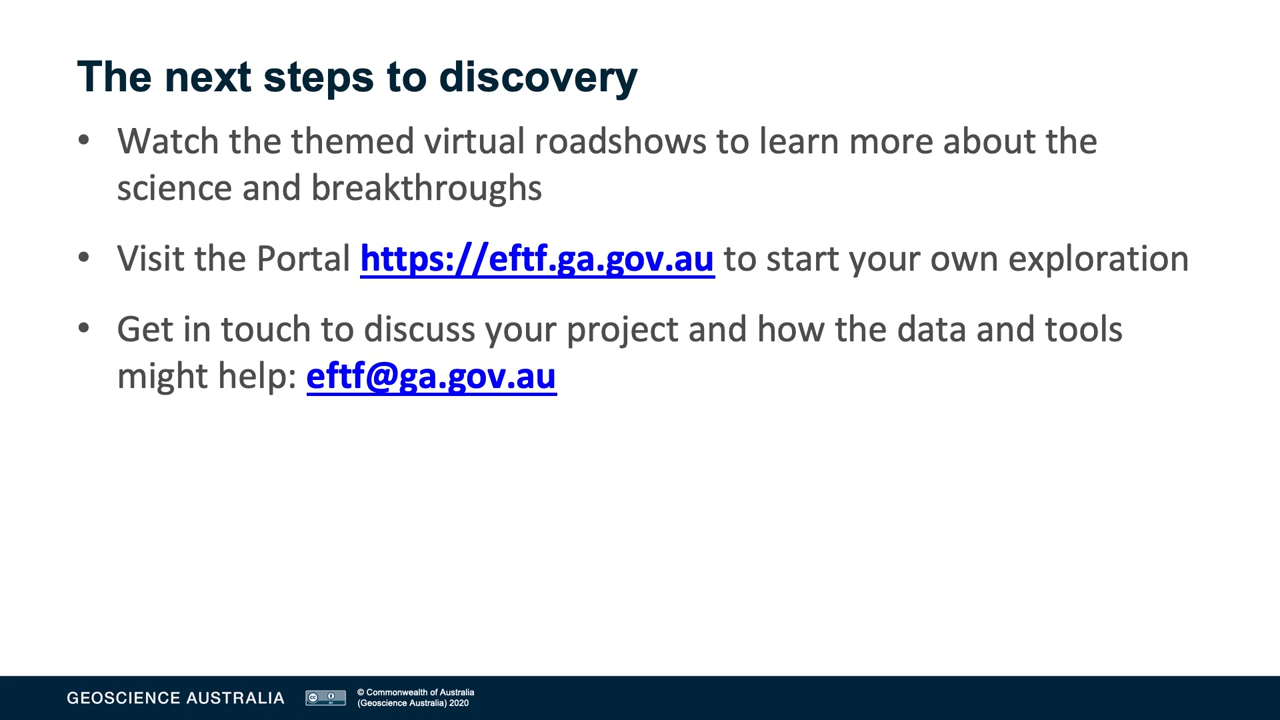 The next steps to discovery
• Watch the themed virtual roadshows to learn more about the
science and breakthroughs
• Visit the Portal https://eftf.ga.gov.au to start your own exploration
• Get in touch to discuss your project and how the data and tools
might help: eftf@ga.gov.au
GEOSCIENCE AUSTRALIA
© Commonwealth of Australia
(Geoscience Australia) 2020